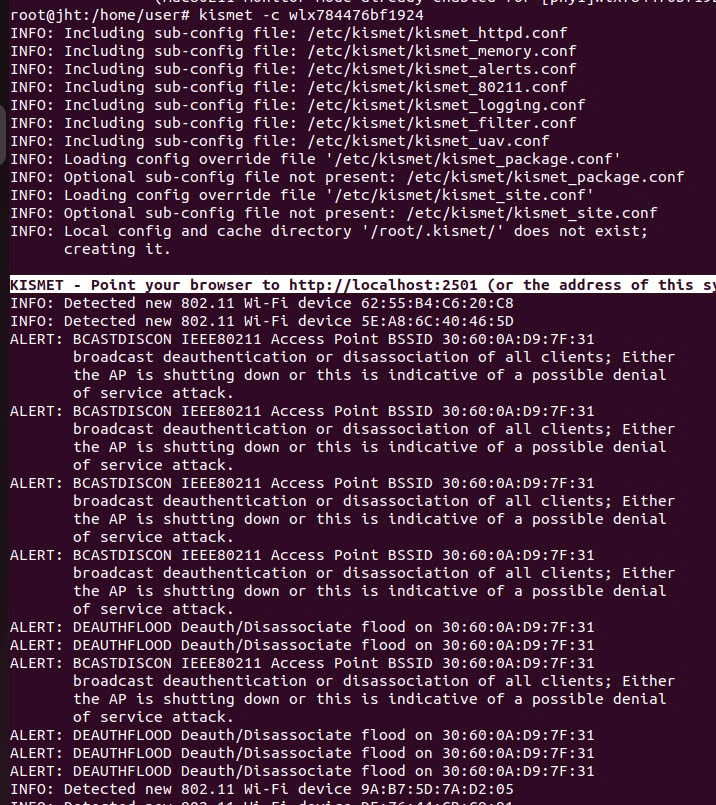 root@jht:/home/user# kismet -c wlx784476bf1924
INFO: Including sub-config file: /etc/kismet/kismet_httpd.conf
INFO: Including sub-config file: /etc/kismet/kismet_memory.conf
INFO: Including sub-config file: /etc/kismet/kismet_alerts.conf
INFO: Including sub-config file: /etc/kismet/kismet_80211.conf
INFO: Including sub-config file: /etc/kismet/kismet_logging.conf
INFO: Including sub-config file: /etc/kismet/kismet_filter.conf
INFO: Including sub-config file: /etc/kismet/kismet_uav.conf
INFO: Loading config override file '/etc/kismet/kismet_package.conf'
INFO: Optional sub-config file not present: /etc/kismet/kismet_package.conf
INFO: Loading config override file '/etc/kismet/kismet_site.conf'
INFO: Optional sub-config file not present: /etc/kismet/kismet_site.conf
INFO: Local config and cache directory '/root/.kismet/' does not exist;
creating it.
KISMET - Point your browser to http://localhost:2501 (or the address of this sy
INFO: Detected new 802.11 Wi-Fi device 62:55:B4:C6:20:C8
INFO: Detected new 802.11 Wi-Fi device 5E:A8:6C:40:46:5D
ALERT: BCASTDISCON IEEE80211 Access Point BSSID 30:60:0A:D9:7F:31
broadcast deauthentication or disassociation of all clients; Either
the AP is shutting down or this is indicative of a possible denial
of service attack.
ALERT: BCASTDISCON IEEE80211 Access Point BSSID 30:60:0A:D9:7F:31
broadcast deauthentication or disassociation of all clients; Either
the AP is shutting down or this is indicative of a possible denial
of service attack.
ALERT: BCASTDISCON IEEE80211 Access Point BSSID 30:60:0A:D9:7F:31
broadcast deauthentication or disassociation of all clients; Either
the AP is shutting down or this is indicative of a possible denial
of service attack.
ALERT: BCASTDISCON IEEE80211 Access Point BSSID 30:60:0A:D9:7F:31
broadcast deauthentication or disassociation of all clients; Either
the AP is shutting down or this is indicative of a possible denial
of service attack.
ALERT: DEAUTHFLOOD Deauth/Disassociate flood on 30:60:0A:D9:7F:31
ALERT: DEAUTHFLOOD Deauth/Disassociate flood on 30:60:0A:D9:7F:31
ALERT: BCASTDISCON IEEE80211 Access Point BSSID 30:60:0A:D9:7F:31
broadcast deauthentication or disassociation of all clients; Either
the AP is shutting down or this is indicative of a possible denial
of service attack.
ALERT: DEAUTHFLOOD Deauth/Disassociate flood on 30:60:0A:D9:7F:31
ALERT: DEAUTHFLOOD Deauth/Disassociate flood on 30:60:0A:D9:7F:31
ALERT: DEAUTHFLOOD Deauth/Disassociate flood on 30:60:0A:D9:7F:31
INFO: Detected new 802.11 Wi-Fi device 9A:B7:5D:7A:D2:05